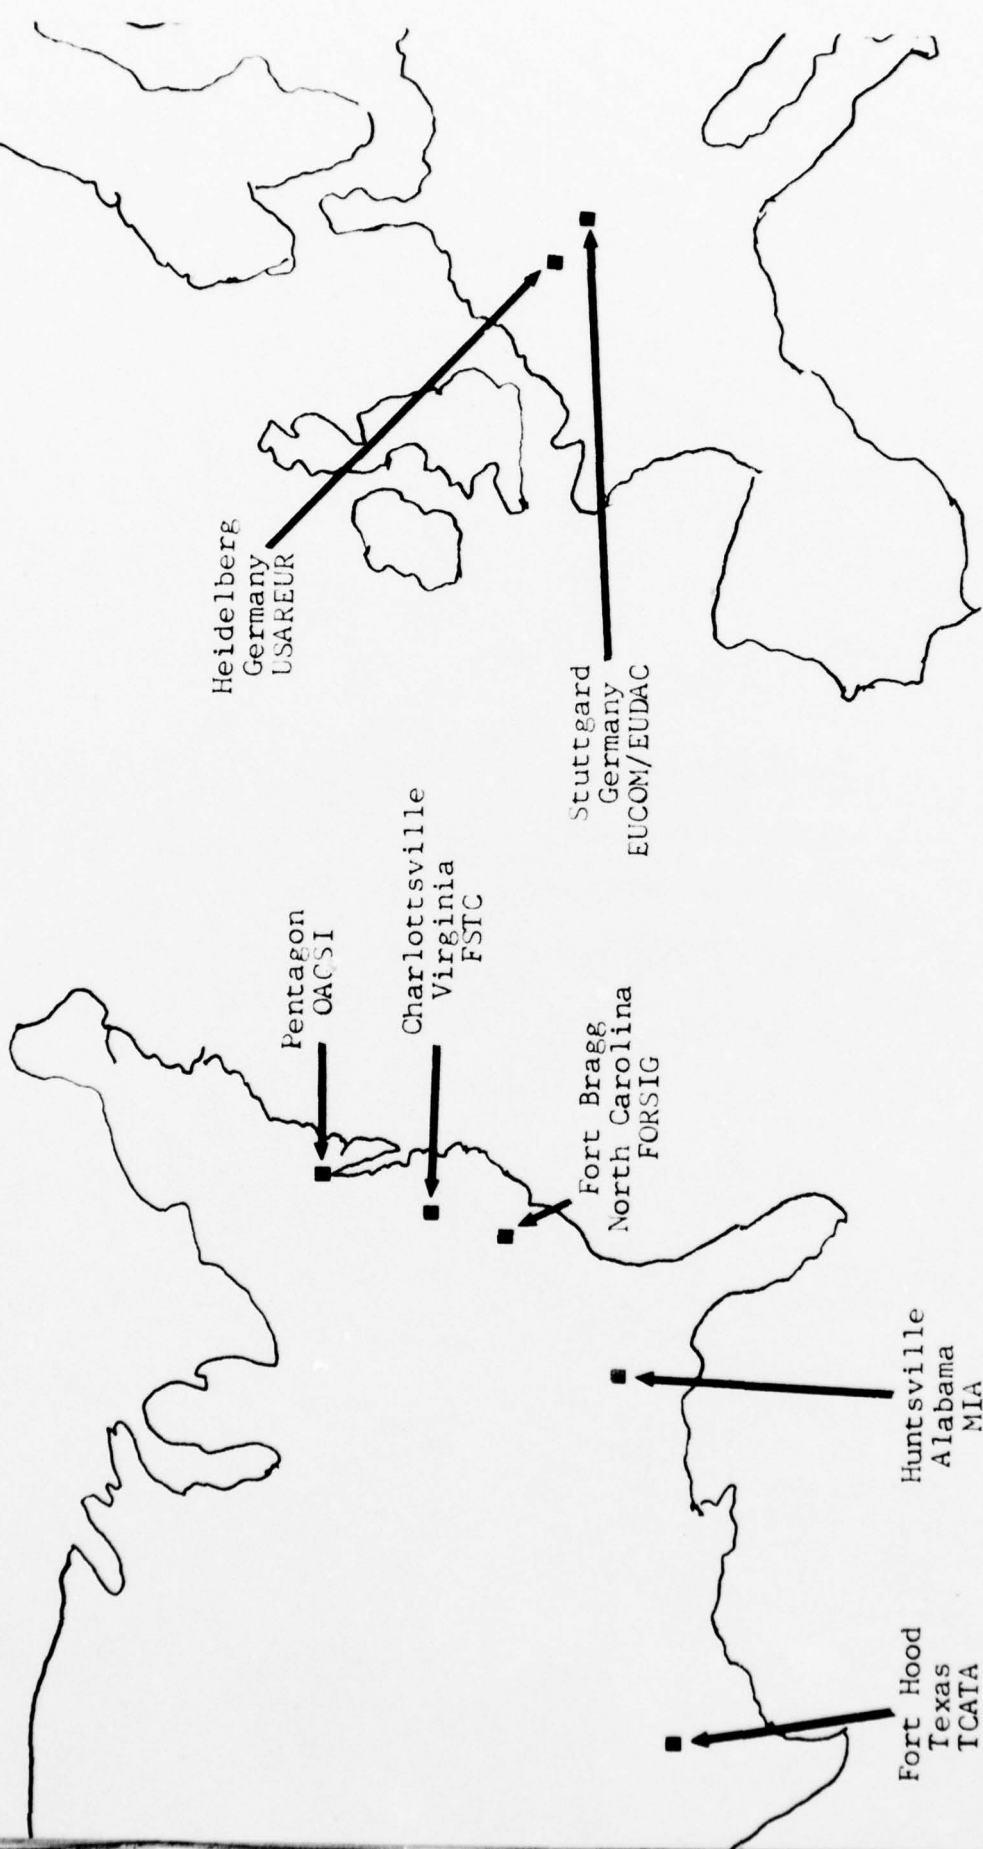 Heidelberg
Germany
USAREUR
Stuttgard
Germany
EUCOM/EUDAC
Pentagon
OACSI
Charlottsville
Virginia
FSTC
Fort Bragg
North Carolina
FORSIG
Huntsville
Alabama
MIA
Fort Hood
Texas
TCATA